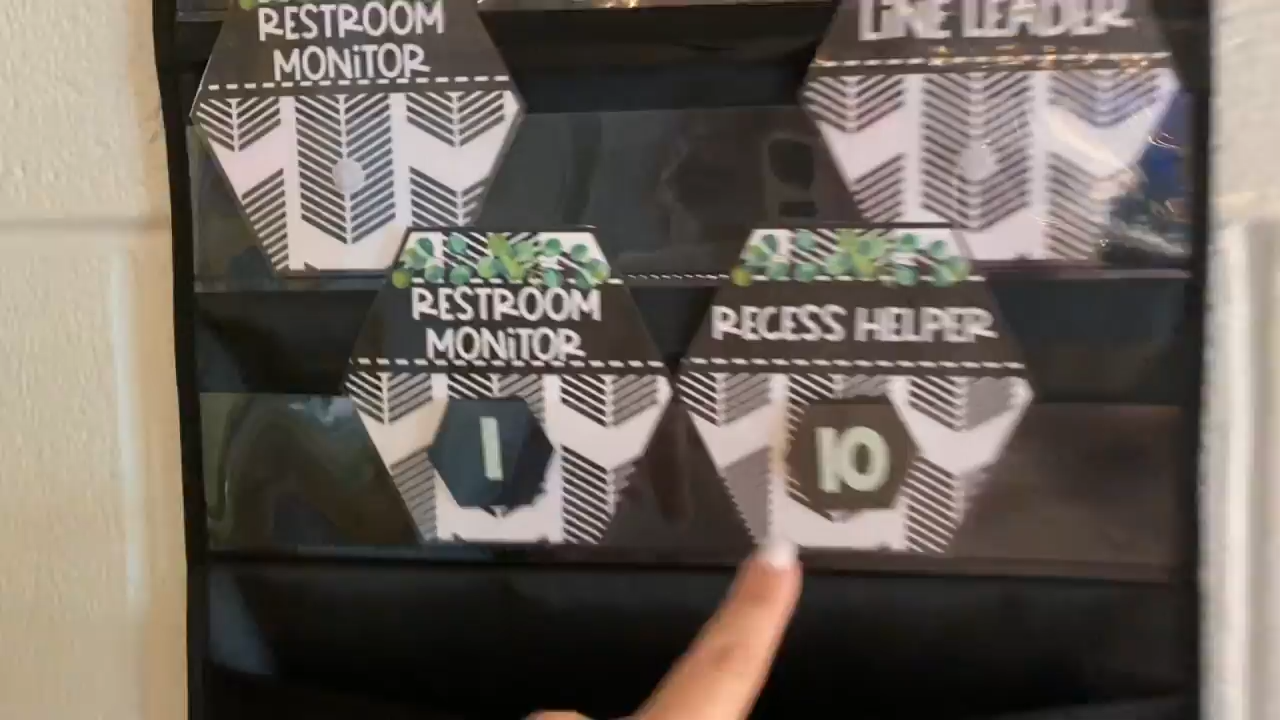 RESTROOM
MONiTOR
LiNE LEADER
RESTROOM
MONiTOR
RECESS HELPER
1
10